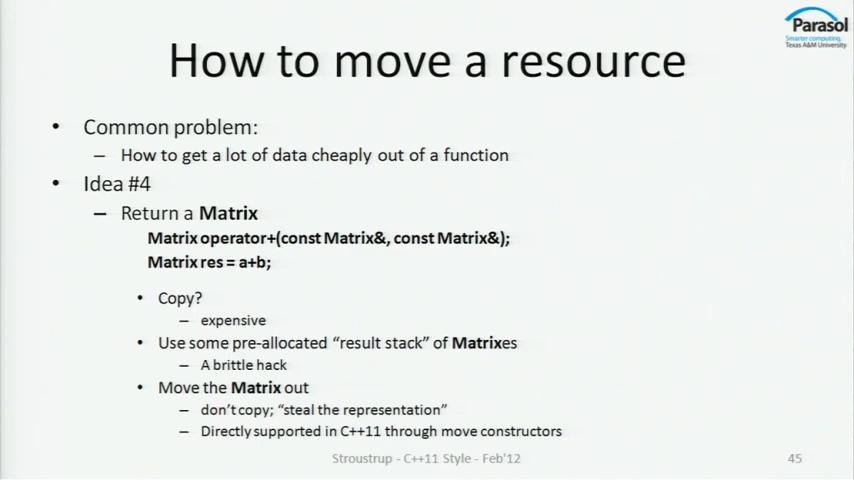 Parasol
Smarter computing.
Texas A&M University
How to move a resource
• Common problem:
– How to get a lot of data cheaply out of a function
• Idea #4
– Return a Matrix
Matrix operator+(const Matrix&, const Matrix&);
Matrix res = a+b;
• Copy?
– expensive
• Use some pre-allocated “result stack” of Matrixes
– A brittle hack
• Move the Matrix out
– don’t copy; “steal the representation”
– Directly supported in C++11 through move constructors
Stroustrup - C++11 Style - Feb'12
45